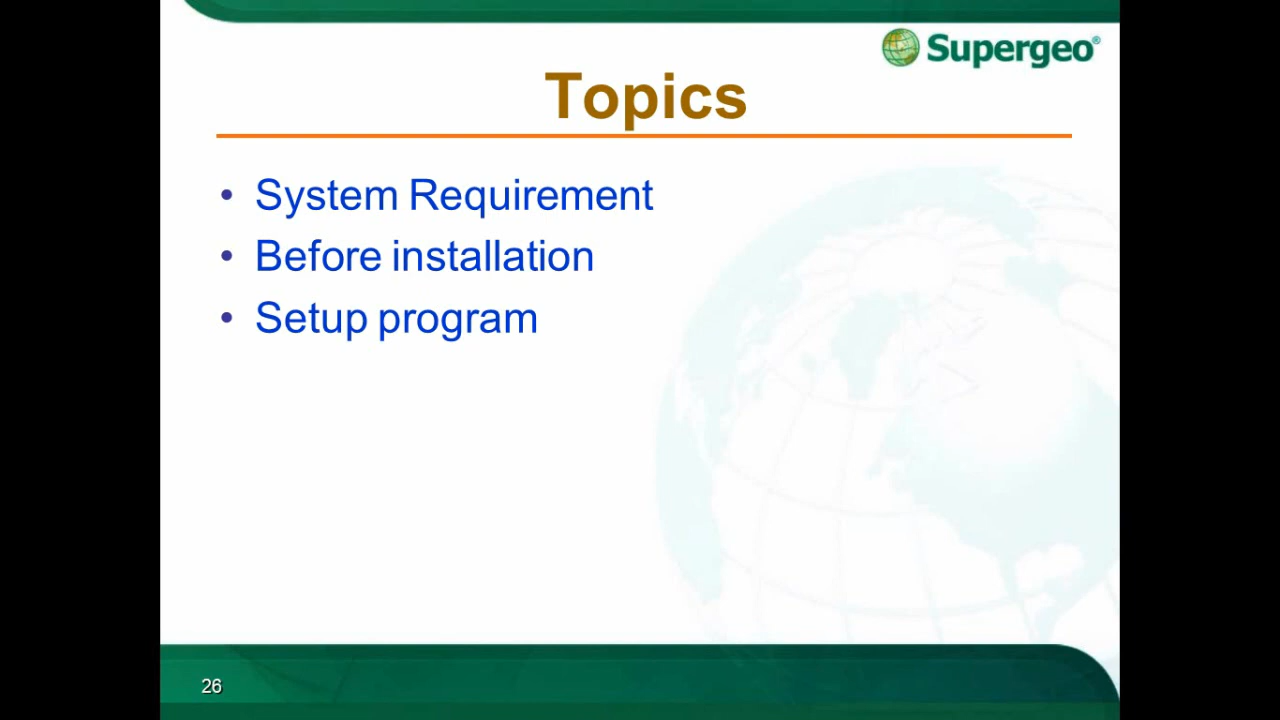 Supergeo®
Topics
• System Requirement
• Before installation
• Setup program
26